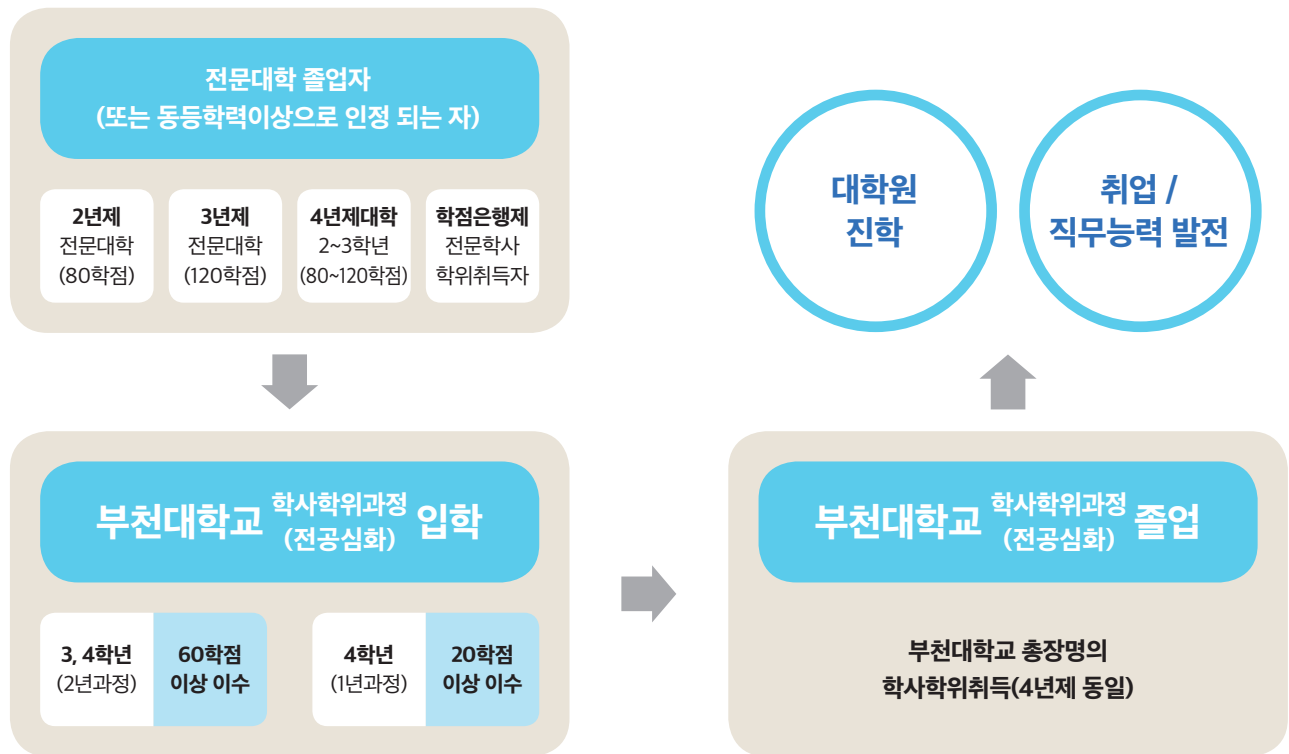 전문대학 졸업자
(또는 동등학력이상으로 인정 되는 자)
2년제
전문대학
(80학점)
3년제
전문대학
(120학점)
4년제대학
2~3학년
(80~120학점)
학점은행제
전문학사
학위취득자
부천대학교 학사학위과정 (전공심화) 입학
3, 4학년
(2년과정)
60학점
이상 이수
4학년
(1년과정)
20학점
이상 이수
부천대학교 학사학위과정 (전공심화) 졸업
부천대학교 총장명의
학사학위취득(4년제 동일)
대학원
진학
취업 /
직무능력 발전